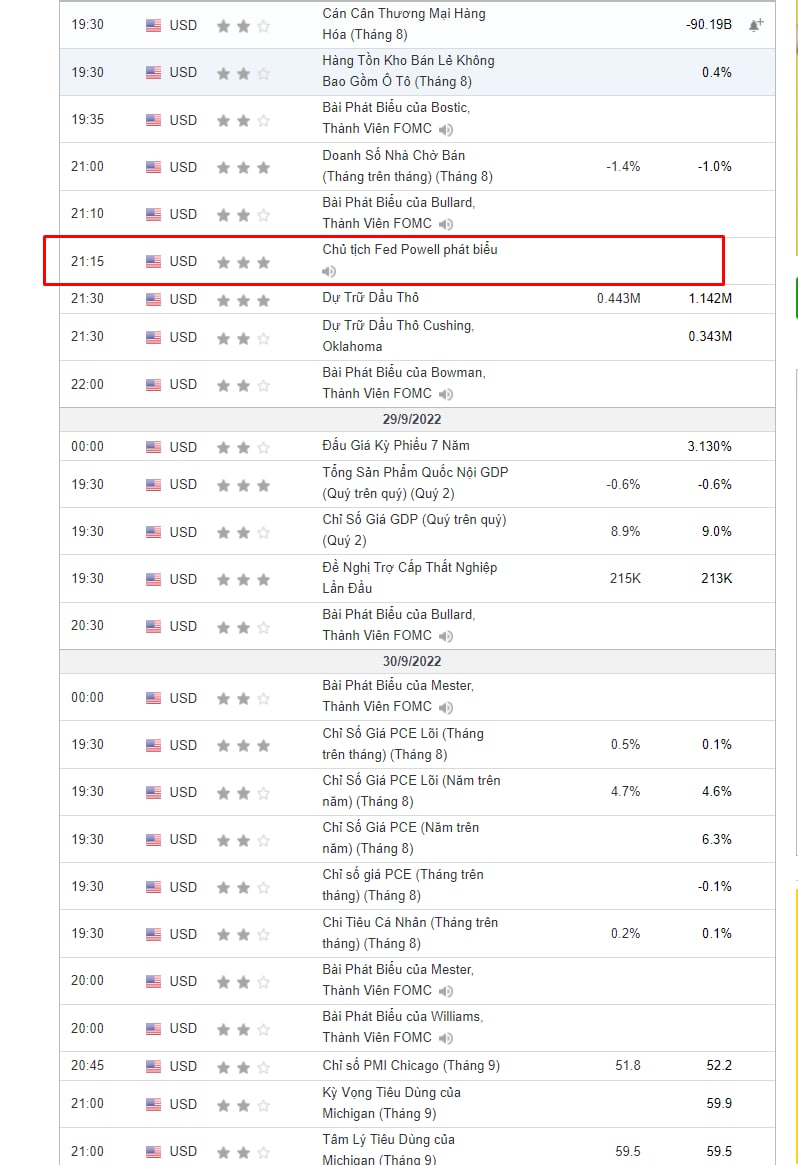 19:30 USD Cán Cân Thương Mại Hàng -90.19B
Hóa (Tháng 8)
19:30 USD Hàng Tồn Kho Bán Lẻ Không 0.4%
Bao Gồm Ô Tô (Tháng 8)
19:35 USD Bài Phát Biểu của Bostic,
Thành Viên FOMC
21:00 USD Doanh Số Nhà Chờ Bán -1.4% -1.0%
(Tháng trên tháng) (Tháng 8)
21:10 USD Bài Phát Biểu của Bullard,
Thành Viên FOMC
21:15 USD Chủ tịch Fed Powell phát biểu
21:30 USD Dự Trữ Dầu Thô 0.443M 1.142M
21:30 USD Dự Trữ Dầu Thô Cushing, 0.343M
Oklahoma
22:00 USD Bài Phát Biểu của Bowman,
Thành Viên FOMC
29/9/2022
00:00 USD Đấu Giá Kỳ Phiếu 7 Năm 3.130%
19:30 USD Tổng Sản Phẩm Quốc Nội GDP -0.6% -0.6%
(Quý trên quý) (Quý 2)
19:30 USD Chỉ Số Giá GDP (Quý trên quý) 8.9% 9.0%
(Quý 2)
19:30 USD Đề Nghị Trợ Cấp Thất Nghiệp 215K 213K
Lần Đầu
20:30 USD Bài Phát Biểu của Bullard,
Thành Viên FOMC
30/9/2022
00:00 USD Bài Phát Biểu của Mester,
Thành Viên FOMC
19:30 USD Chỉ Số Giá PCE Lõi (Tháng 0.5% 0.1%
trên tháng) (Tháng 8)
19:30 USD Chỉ Số Giá PCE Lõi (Năm trên 4.7% 4.6%
năm) (Tháng 8)
19:30 USD Chỉ Số Giá PCE (Năm trên 6.3%
năm) (Tháng 8)
19:30 USD Chỉ số giá PCE (Tháng trên -0.1%
tháng) (Tháng 8)
19:30 USD Chi Tiêu Cá Nhân (Tháng trên 0.2% 0.1%
tháng) (Tháng 8)
20:00 USD Bài Phát Biểu của Mester,
Thành Viên FOMC
20:00 USD Bài Phát Biểu của Williams,
Thành Viên FOMC
20:45 USD Chỉ số PMI Chicago (Tháng 9) 51.8 52.2
21:00 USD Kỳ Vọng Tiêu Dùng của 59.9
Michigan (Tháng 9)
21:00 USD Tâm Lý Tiêu Dùng của 59.5 59.5
Michigan (Tháng 9)